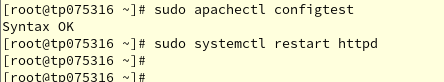 [root@tp075316 ~]# sudo apachectl configtest
Syntax OK
[root@tp075316 ~]# sudo systemctl restart httpd
[root@tp075316 ~]#
[root@tp075316 ~]#